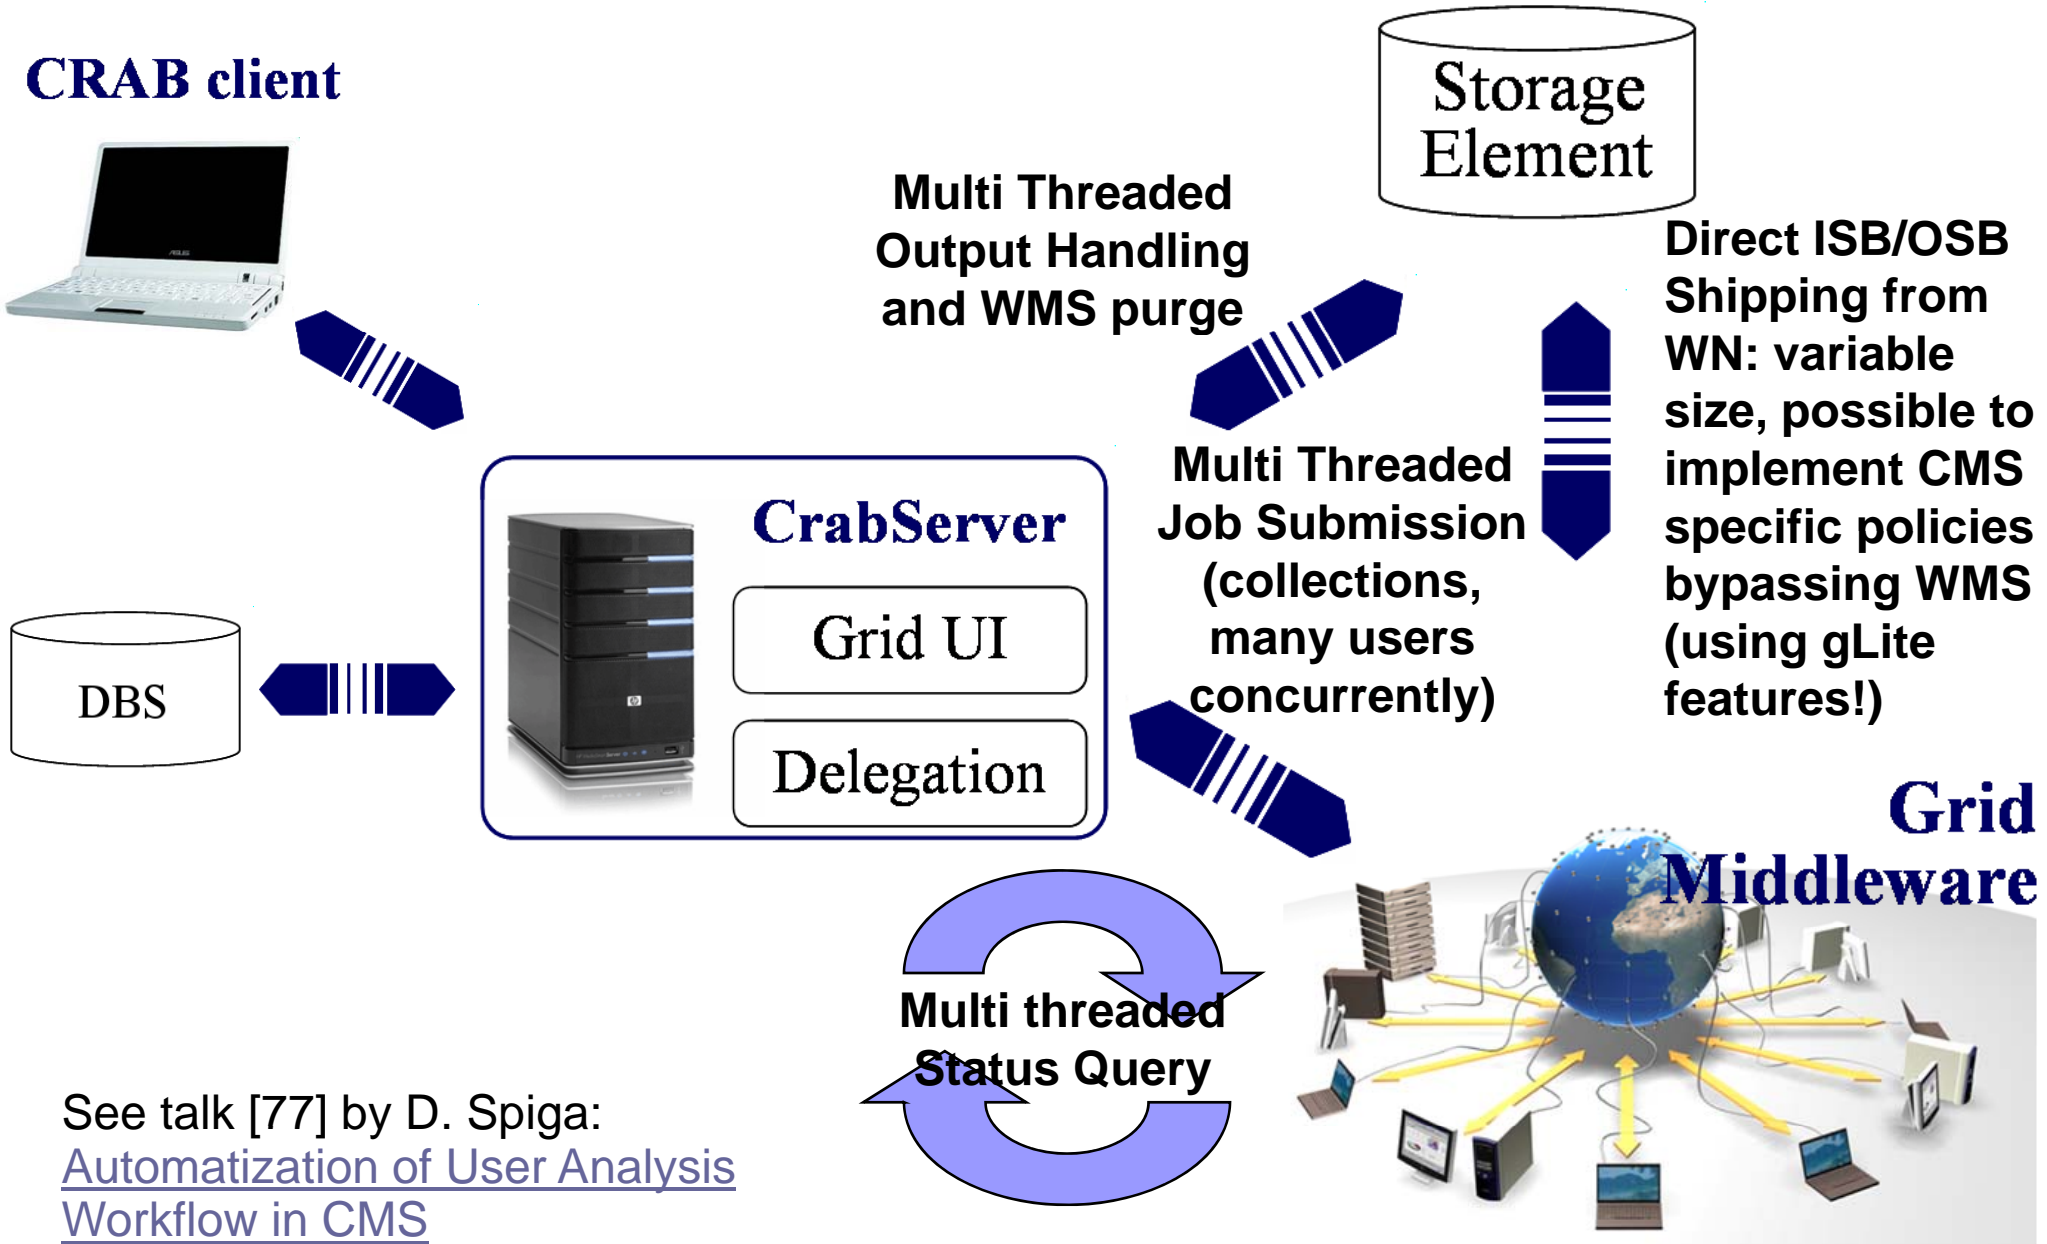 CRAB client
Storage
Element
Multi Threaded
Output Handling
and WMS purge
Direct ISB/OSB
Shipping from
WN: variable
size, possible to
implement CMS
specific policies
bypassing WMS
(using gLite
features!)
CrabServer
Grid UI
Delegation
DBS
Multi Threaded
Job Submission
(collections,
many users
concurrently)
Grid
Middleware
Multi threaded
Status Query
See talk [77] by D. Spiga:
Automatization of User Analysis
Workflow in CMS